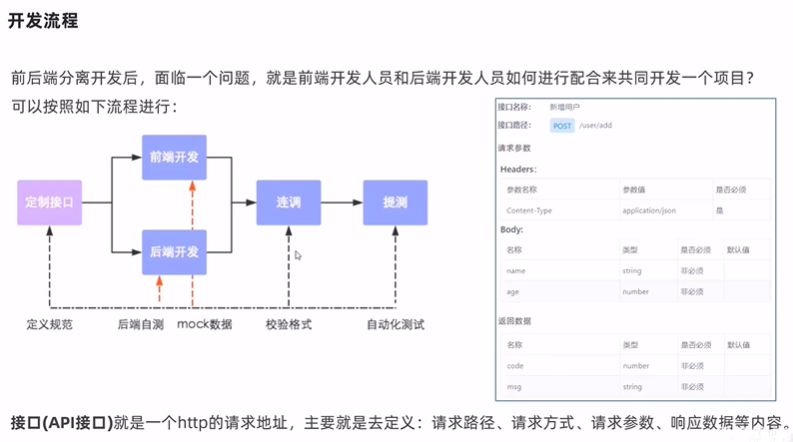 开发流程
前后端分离开发后，面临一个问题，就是前端开发人员和后端开发人员如何进行配合来共同开发一个项目？
可以按照如下流程进行：
定制接口
前端开发
后端开发
连调
提测
定义规范
后端自测
mock数据
校验格式
自动化测试
接口名称： 新增用户
接口路径： POST /user/add
请求参数
Headers：
参数名称 参数值 是否必须
Content-Type application/json 是
Body:
名称 类型 是否必须 默认值
name string 非必须
age number 非必须
返回数据
名称 类型 是否必须 默认值
code number 非必须
msg string 非必须
接口(API接口)就是一个http的请求地址，主要就是去定义：请求路径、请求方式、请求参数、响应数据等内容。